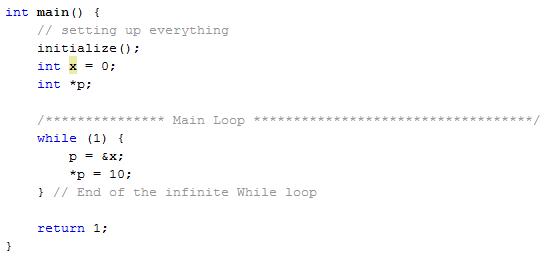 int main() {
    // setting up everything
    initialize();
    int x = 0;
    int *p;
    /*************** Main Loop ***********************************/
    while (1) {
        p = &x;
        *p = 10;
    } // End of the infinite While loop
    return 1;
}